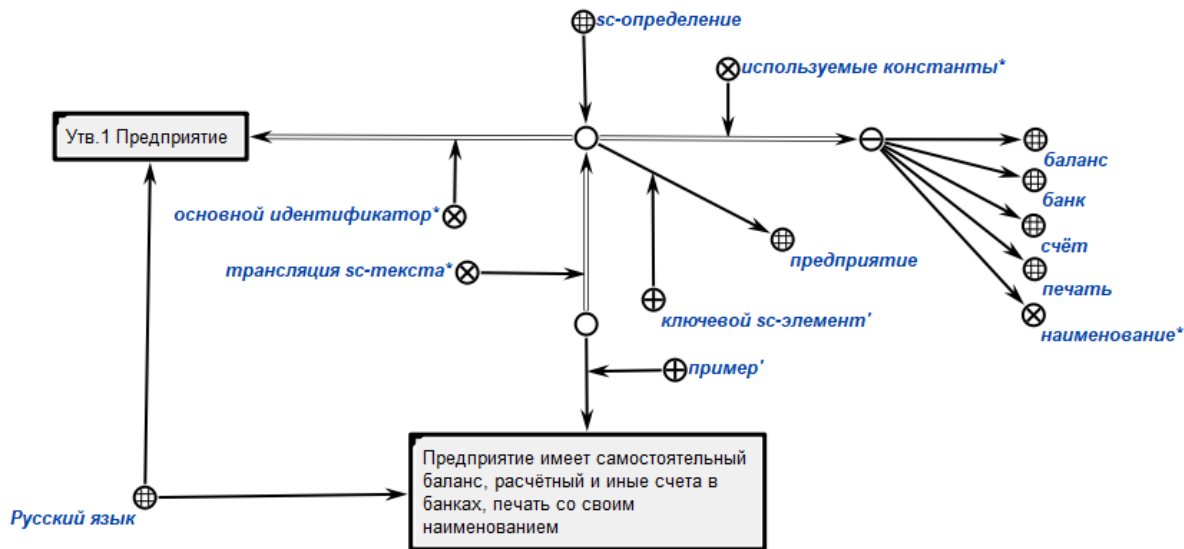 sc-определение
используемые константы*
Утв.1 Предприятие
баланс
банк
основной идентификатор*
счёт
предприятие
трансляция sc-текста*
печать
ключевой sc-элемент'
наименование*
пример'
Предприятие имеет самостоятельный
баланс, расчётный и иные счета в
банках, печать со своим
наименованием
Русский язык